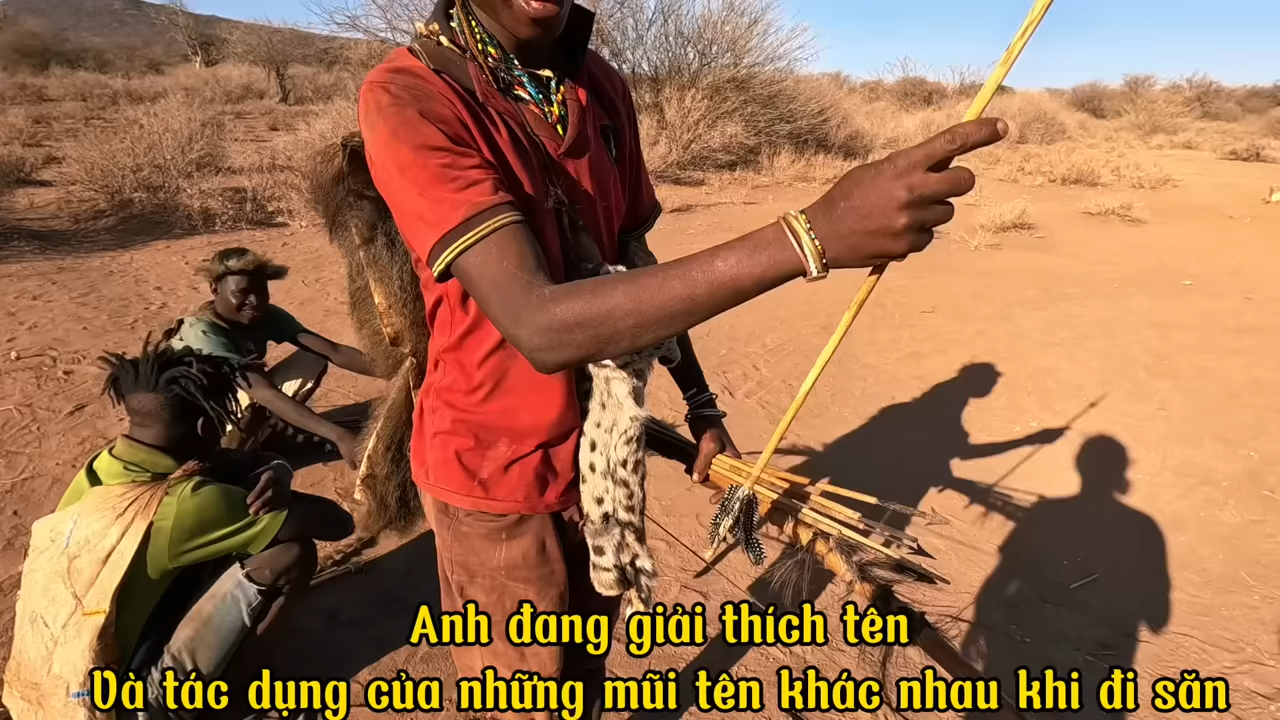 Anh đang giải thích tên
Và tác dụng của những mũi tên khác nhau khi đi săn